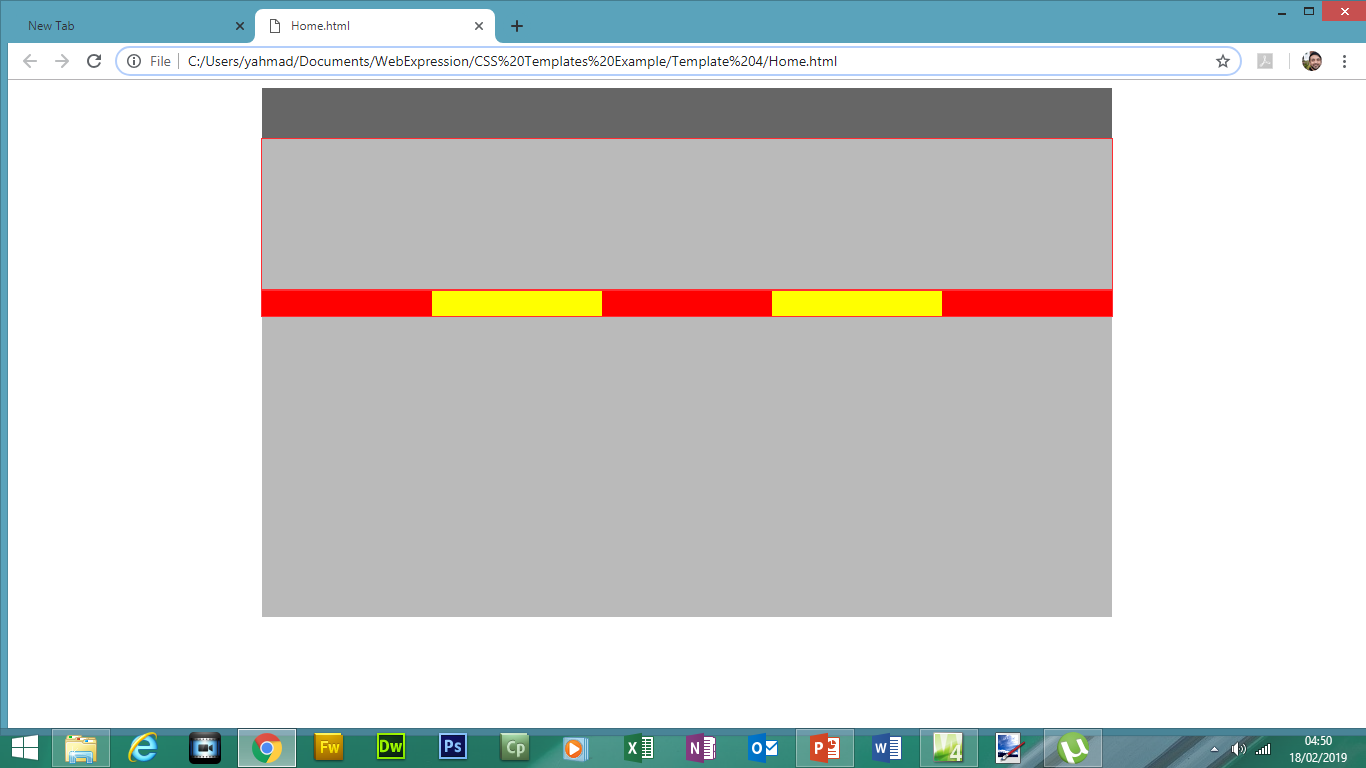 New Tab
Home.html
File
C:/Users/yahmad/Documents/WebExpression/CSS%20Templates%20Example/Template%204/Home.html
Fw
Dw
Ps
Cp
X
N
O
P
W
4
04:50
18/02/2019